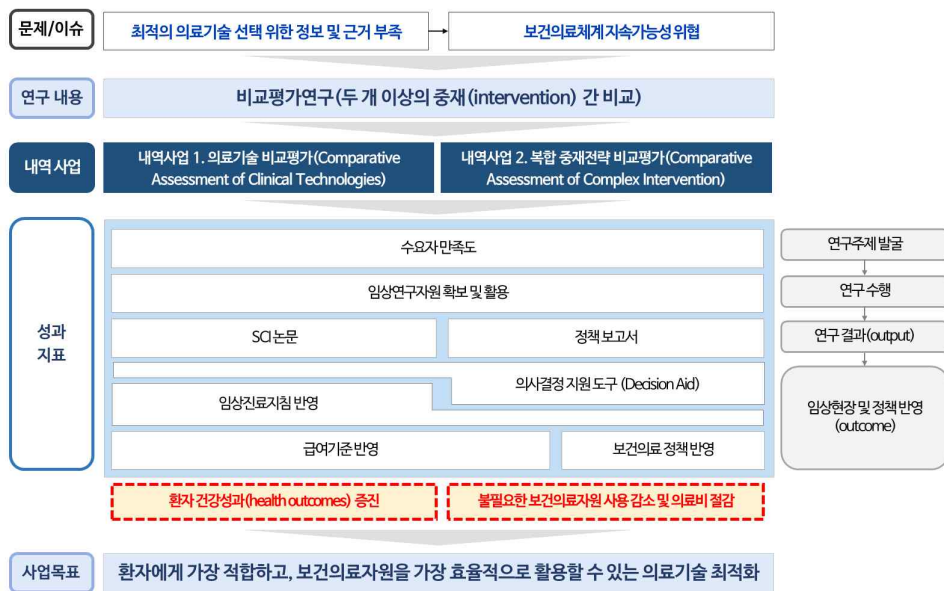 문제/이슈
최적의 의료기술 선택 위한 정보 및 근거 부족
보건의료체계 지속가능성 위협
연구 내용
비교평가연구(두 개 이상의 중재(intervention) 간 비교)
내역 사업
내역사업 1. 의료기술 비교평가(Comparative
Assessment of Clinical Technologies)
내역사업 2. 복합 중재전략 비교평가(Comparative
Assessment of Complex Intervention)
성과
지표
수요자 만족도
임상연구자원 확보 및 활용
SCI 논문
정책 보고서
의사결정 지원 도구 (Decision Aid)
임상진료지침 반영
급여기준 반영
보건의료 정책 반영
환자 건강성과(health outcomes) 증진
불필요한 보건의료자원 사용 감소 및 의료비 절감
연구주제 발굴
연구 수행
연구 결과(output)
임상현장 및 정책 반영
(outcome)
사업목표
환자에게 가장 적합하고, 보건의료자원을 가장 효율적으로 활용할 수 있는 의료기술 최적화